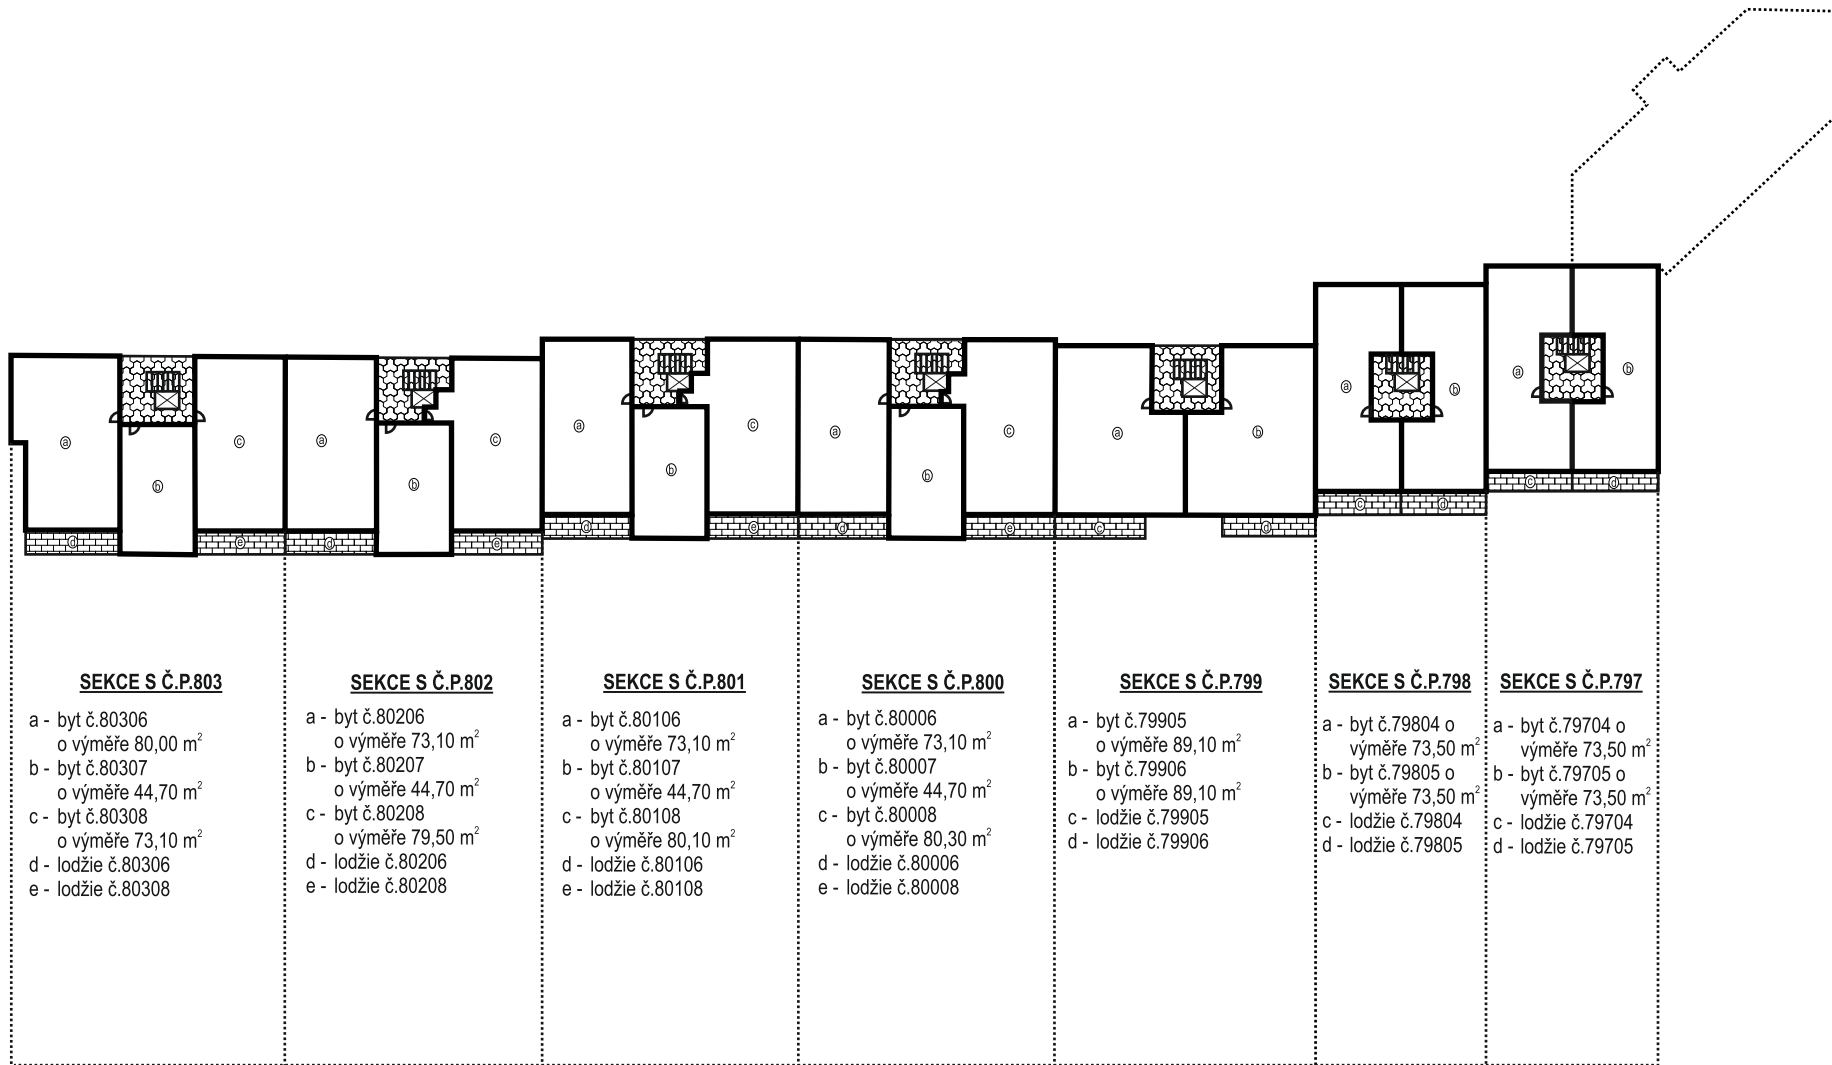 a
b
c
d
e
a
b
c
d
e
a
b
c
d
e
a
b
c
d
e
a
b
c
d
a
b
c
d
a
b
c
d
SEKCE S Č.P.803
a - byt č.80306
o výměře 80,00 m²
b - byt č.80307
o výměře 44,70 m²
c - byt č.80308
o výměře 73,10 m²
d - lodžie č.80306
e - lodžie č.80308
SEKCE S Č.P.802
a - byt č.80206
o výměře 73,10 m²
b - byt č.80207
o výměře 44,70 m²
c - byt č.80208
o výměře 79,50 m²
d - lodžie č.80206
e - lodžie č.80208
SEKCE S Č.P.801
a - byt č.80106
o výměře 73,10 m²
b - byt č.80107
o výměře 44,70 m²
c - byt č.80108
o výměře 80,10 m²
d - lodžie č.80106
e - lodžie č.80108
SEKCE S Č.P.800
a - byt č.80006
o výměře 73,10 m²
b - byt č.80007
o výměře 44,70 m²
c - byt č.80008
o výměře 80,30 m²
d - lodžie č.80006
e - lodžie č.80008
SEKCE S Č.P.799
a - byt č.79905
o výměře 89,10 m²
b - byt č.79906
o výměře 89,10 m²
c - lodžie č.79905
d - lodžie č.79906
SEKCE S Č.P.798
a - byt č.79804 o
výměře 73,50 m²
b - byt č.79805 o
výměře 73,50 m²
c - lodžie č.79804
d - lodžie č.79805
SEKCE S Č.P.797
a - byt č.79704 o
výměře 73,50 m²
b - byt č.79705 o
výměře 73,50 m²
c - lodžie č.79704
d - lodžie č.79705